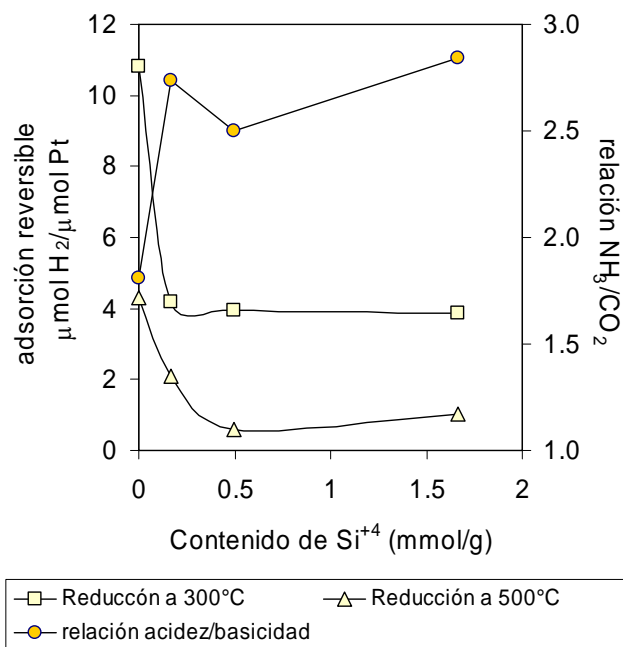 adsorción reversible
μmol H2/μmol Pt
12
10
8
6
4
2
0
3.0
2.5
2.0
1.5
1.0
relación NH3/CO2
0 0.5 1 1.5 2
Contenido de Si+4 (mmol/g)
Reduccón a 300°C Reducción a 500°C
relación acidez/basicidad